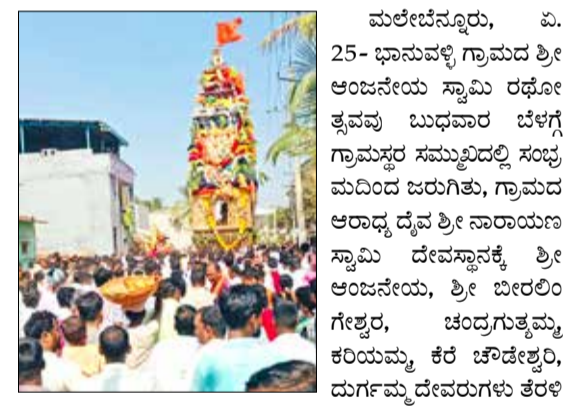 ಮಲೇಬೆನ್ನೂರು, ಏ.
25- ಭಾನುವಳ್ಳಿ ಗ್ರಾಮದ ಶ್ರೀ
ಆಂಜನೇಯ ಸ್ವಾಮಿ ರಥೋ
ತ್ಸವವು ಬುಧವಾರ ಬೆಳಗ್ಗೆ
ಗ್ರಾಮಸ್ಥರ ಸಮ್ಮುಖದಲ್ಲಿ ಸಂಭ್ರ
ಮದಿಂದ ಜರುಗಿತು, ಗ್ರಾಮದ
ಆರಾಧ್ಯ ದೈವ ಶ್ರೀ ನಾರಾಯಣ
ಸ್ವಾಮಿ ದೇವಸ್ಥಾನಕ್ಕೆ ಶ್ರೀ
ಆಂಜನೇಯ, ಶ್ರೀ ಬೀರಲಿಂ
ಗೇಶ್ವರ, ಚಂದ್ರಗುತ್ಯಮ್ಮ,
ಕರಿಯಮ್ಮ, ಕೆರೆ ಚೌಡೇಶ್ವರಿ,
ದುರ್ಗಮ್ಮ ದೇವರುಗಳು ತೆರಳಿ